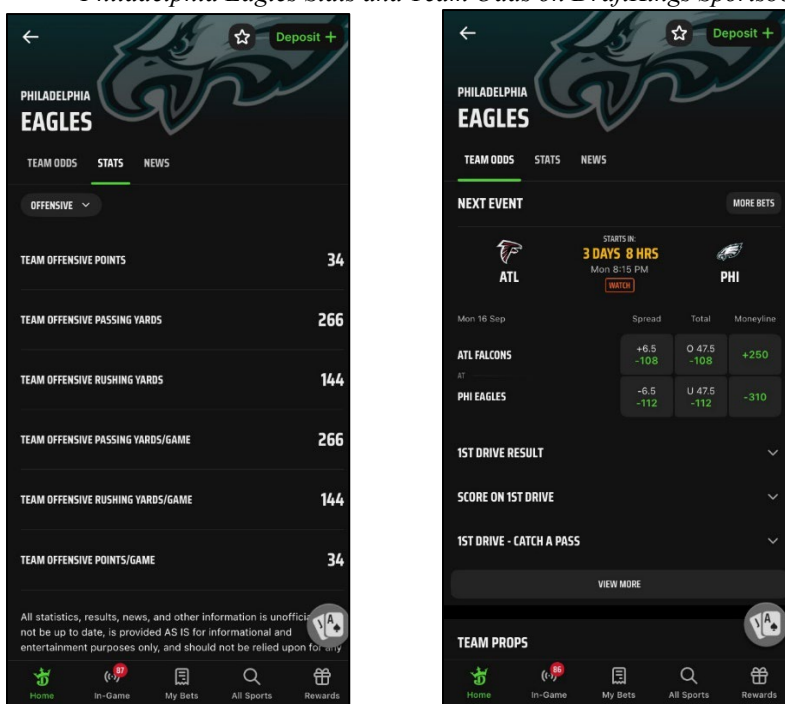 Philadelphia Eagles Stats and Team Odds on DraftKings
Deposit +
PHILADELPHIA
EAGLES
TEAM ODDS STATS NEWS
OFFENSIVE
TEAM OFFENSIVE POINTS 34
TEAM OFFENSIVE PASSING YARDS 266
TEAM OFFENSIVE RUSHING YARDS 144
TEAM OFFENSIVE PASSING YARDS/GAME 266
TEAM OFFENSIVE RUSHING YARDS/GAME 144
TEAM OFFENSIVE POINTS/GAME 34
All statistics, results, news, and other information is
not be up to date, is provided AS IS for informational and
entertainment purposes only, and should not be relied upon for any
A
J
87
Home In-Game My Bets All Sports Rewards
Deposit +
PHILADELPHIA
EAGLES
TEAM ODDS STATS NEWS
NEXT EVENT MORE BETS
STARTS IN:
3 DAYS 8 HRS
Mon 8:15 PM
WATCH
ATL PHI
Mon 16 Sep Spread Total Moneyline
ATL FALCONS +6.5 -108 O 47.5 -108 +250
AT
PHI EAGLES -6.5 -112 U 47.5 -112 -310
1ST DRIVE RESULT
SCORE ON 1ST DRIVE
1ST DRIVE - CATCH A PASS
VIEW MORE
TEAM PROPS
A
J
86
Home In-Game My Bets All Sports Rewards